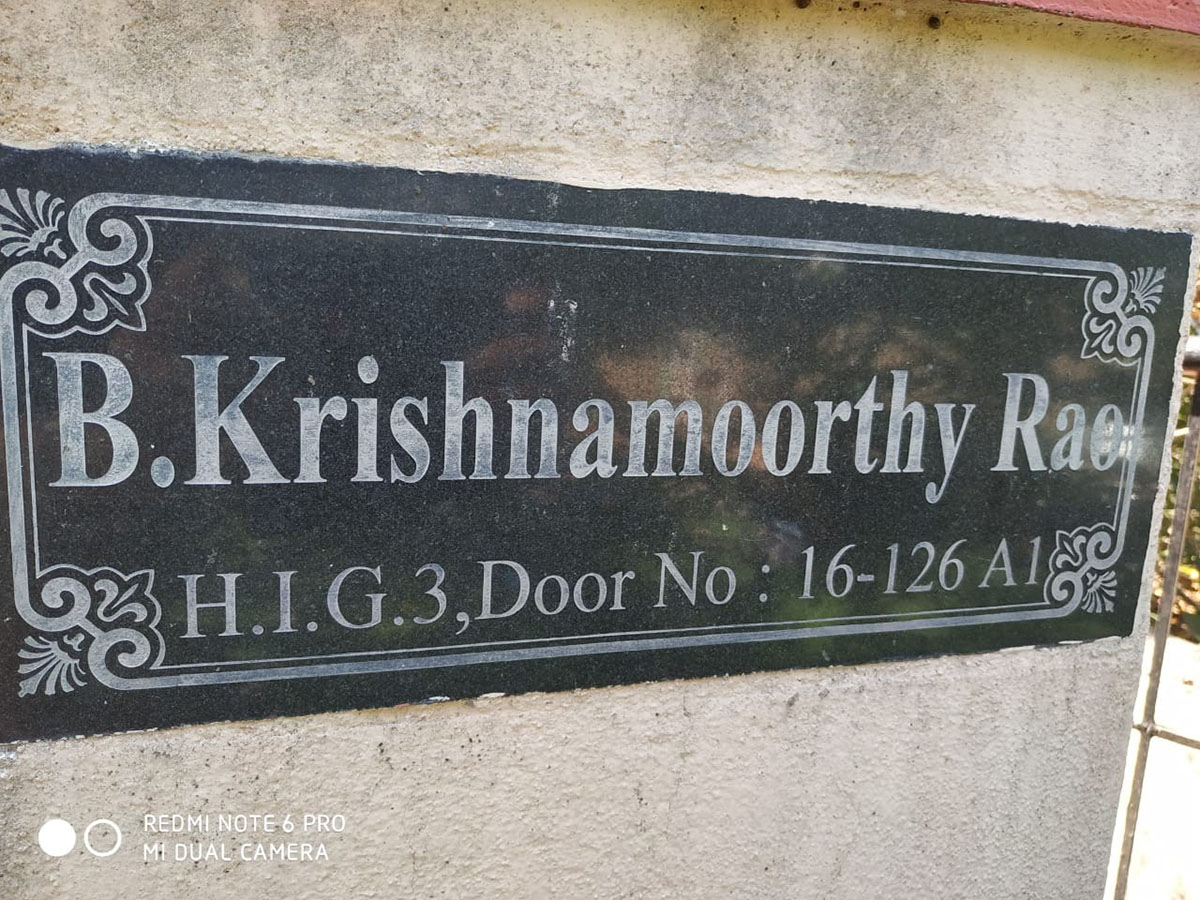 B.Krishnamoorthy Rao
H.I.G.3,Door No : 16-126 A1
REDMI NOTE 6 PRO
MI DUAL CAMERA